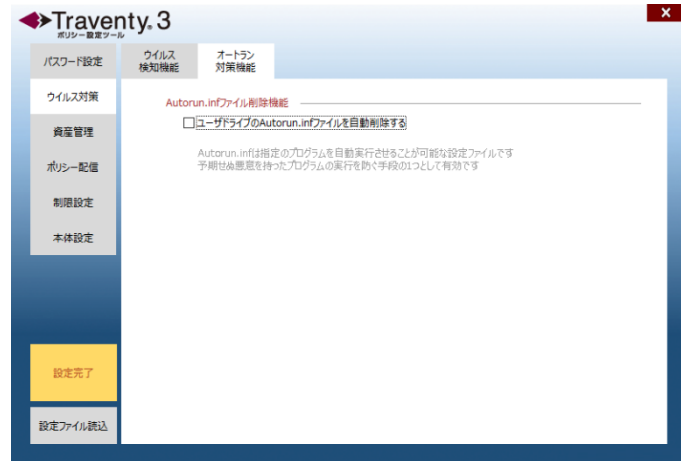 Traventy. 3
ポリシー設定ツール
X
パスワード設定
ウイルス対策
資産管理
ポリシー配信
制限設定
本体設定
設定完了
設定ファイル読込
ウイルス
検知機能
オートラン
対策機能
Autorun.infファイル削除機能
ユーザドライブのAutorun.infファイルを自動削除する
Autorun.infは指定のプログラムを自動実行させることが可能な設定ファイルです
予期せぬ悪意を持ったプログラムの実行を防ぐ手段の1つとして有効です